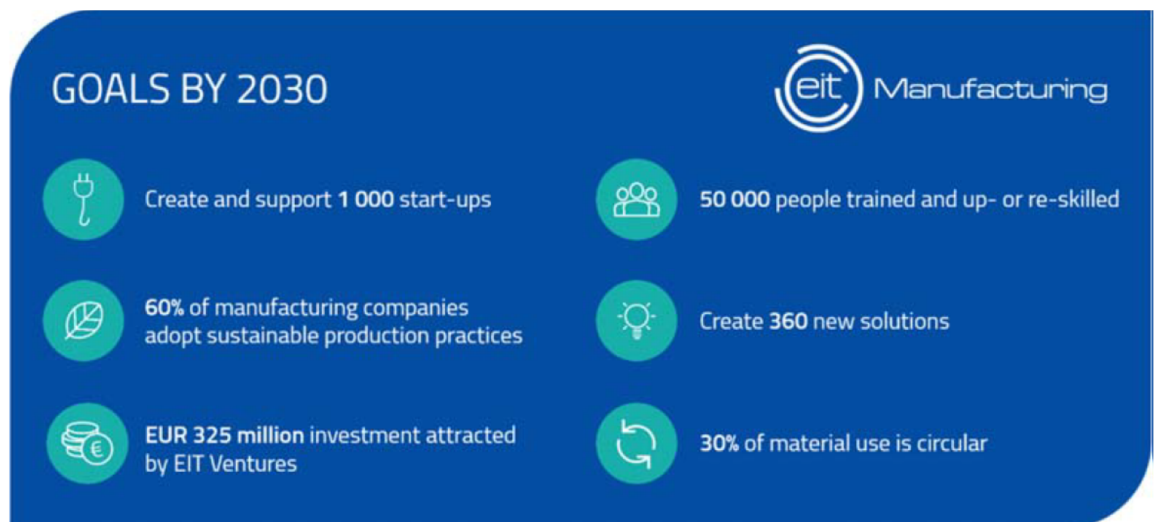 GOALS BY 2030
eit Manufacturing
Create and support 1 000 start-ups
50 000 people trained and up- or re-skilled
60% of manufacturing companies
adopt sustainable production practices
Create 360 new solutions
EUR 325 million investment attracted
by EIT Ventures
30% of material use is circular